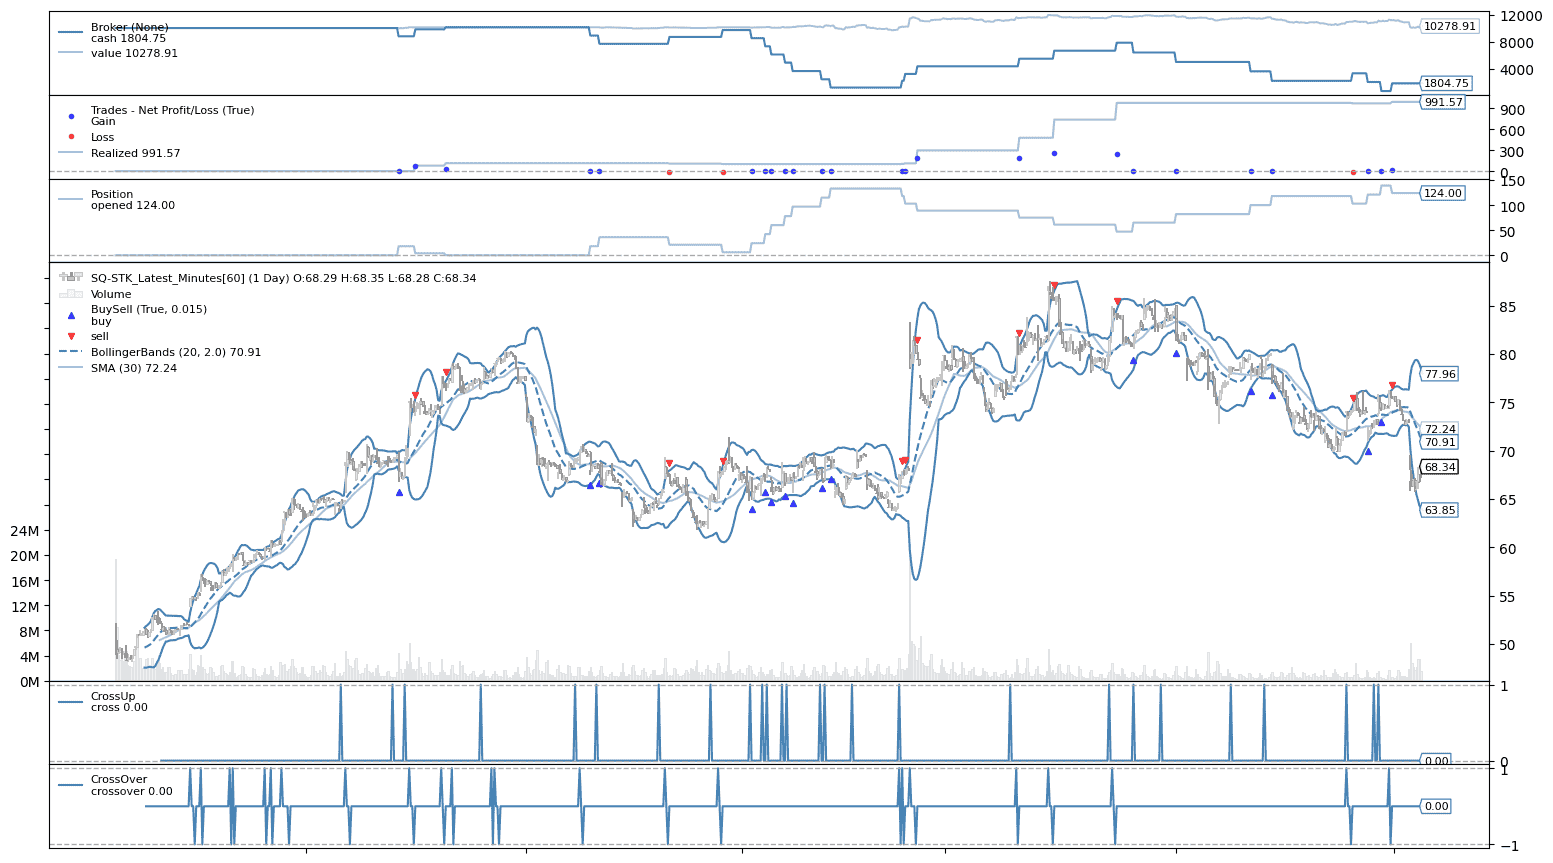 Broker (None)
cash 1804.75
value 10278.91
12000
10278.91
8000
4000
1804.75
Trades - Net Profit/Loss (True)
Gain
Loss
Realized 991.57
991.57
900
600
300
0
Position
opened 124.00
150
124.00
100
50
0
SQ-STK_Latest_Minutes[60] (1 Day) O:68.29 H:68.35 L:68.28 C:68.34
Volume
BuySell (True, 0.015)
buy
sell
BollingerBands (20, 2.0) 70.91
SMA (30) 72.24
85
80
77.96
75
72.24
70.91
70
68.34
65
63.85
60
55
50
24M
20M
16M
12M
8M
4M
0M
CrossUp
cross 0.00
1
0.00
0
CrossOver
crossover 0.00
1
0.00
−1